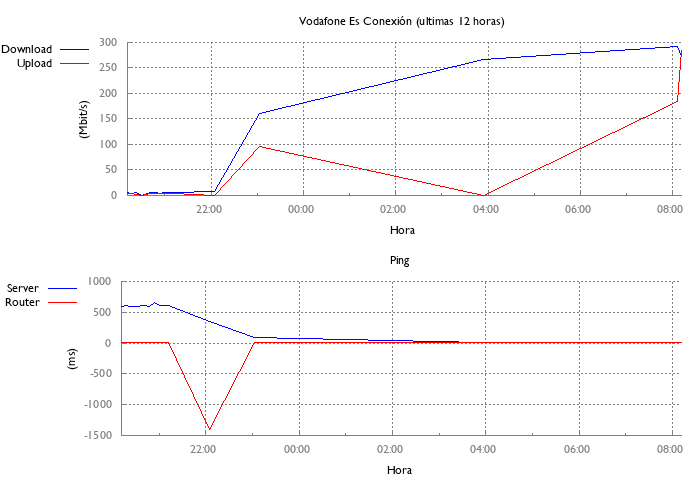 Vodafone Es Conexión (ultimas 12 horas)
Download
Upload
(Mbit/s)
300
250
200
150
100
50
0
22:00 00:00 02:00 04:00 06:00 08:00
Hora
Ping
Server
Router
(ms)
1000
500
0
-500
-1000
-1500
22:00 00:00 02:00 04:00 06:00 08:00
Hora